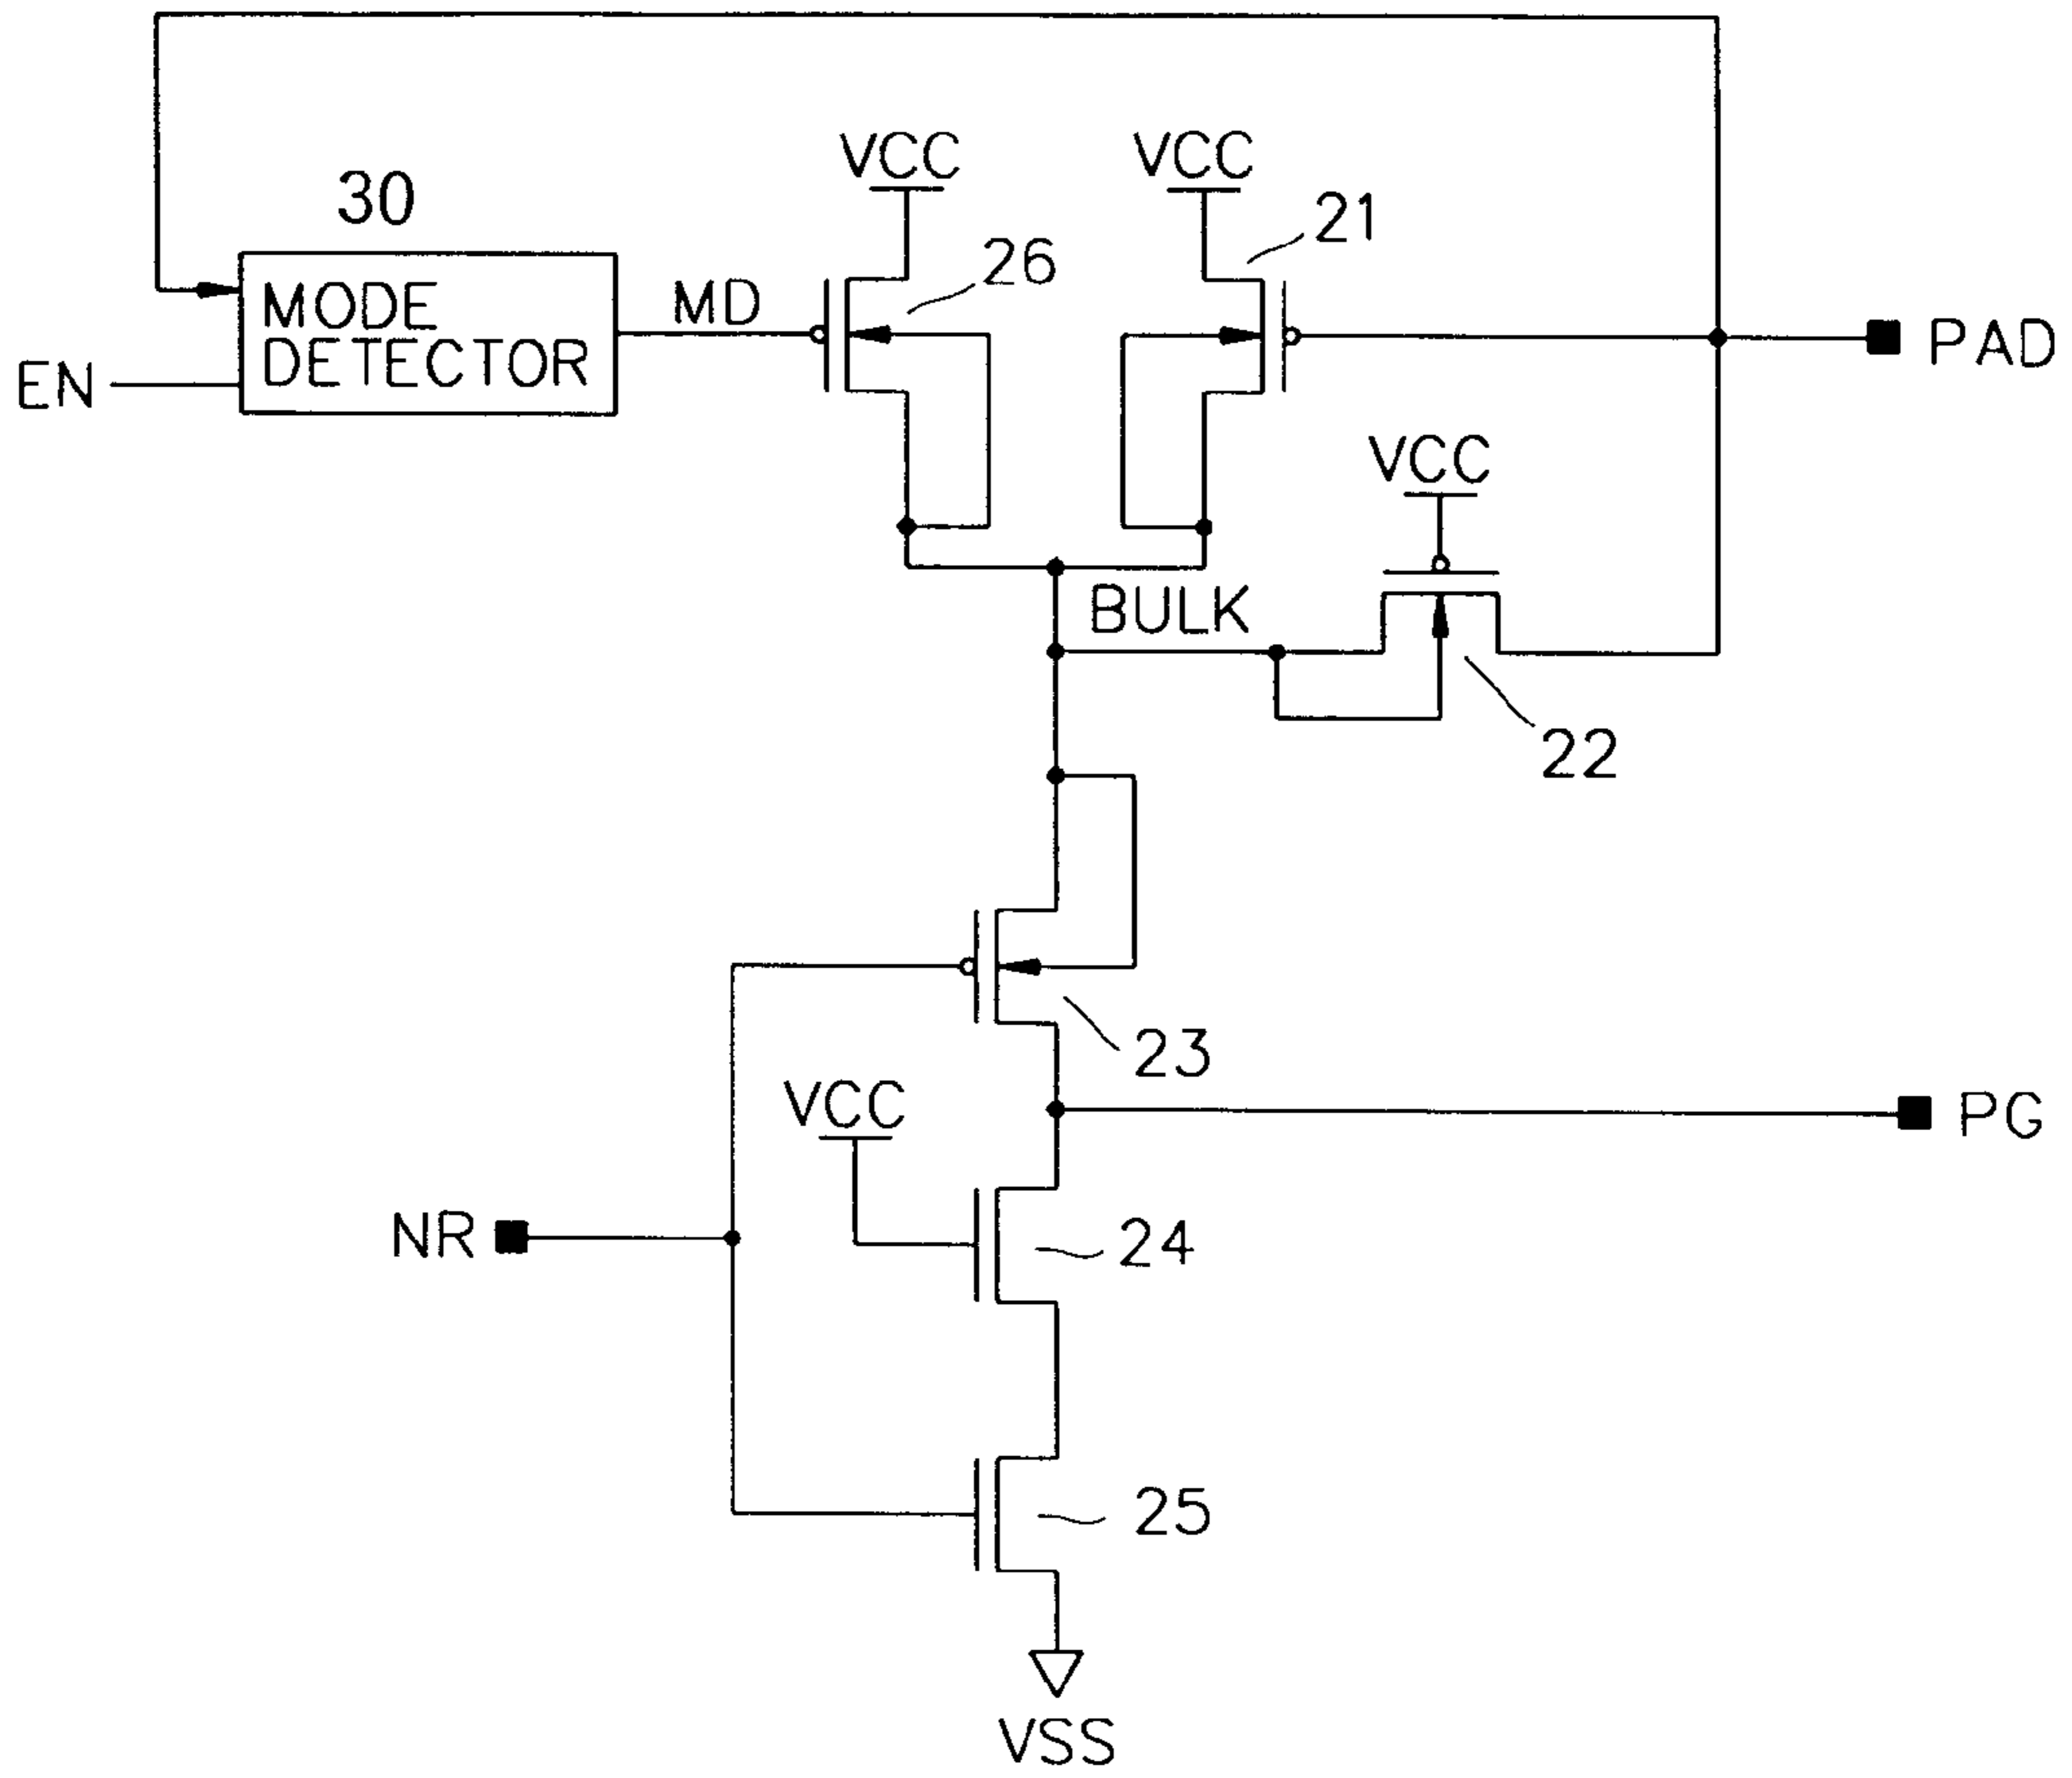 VCC
VCC
30
21
26
MODE
DETECTOR
MD
PAD
EN
VCC
BULK
22
23
VCC
PG
NR
24
25
VSS